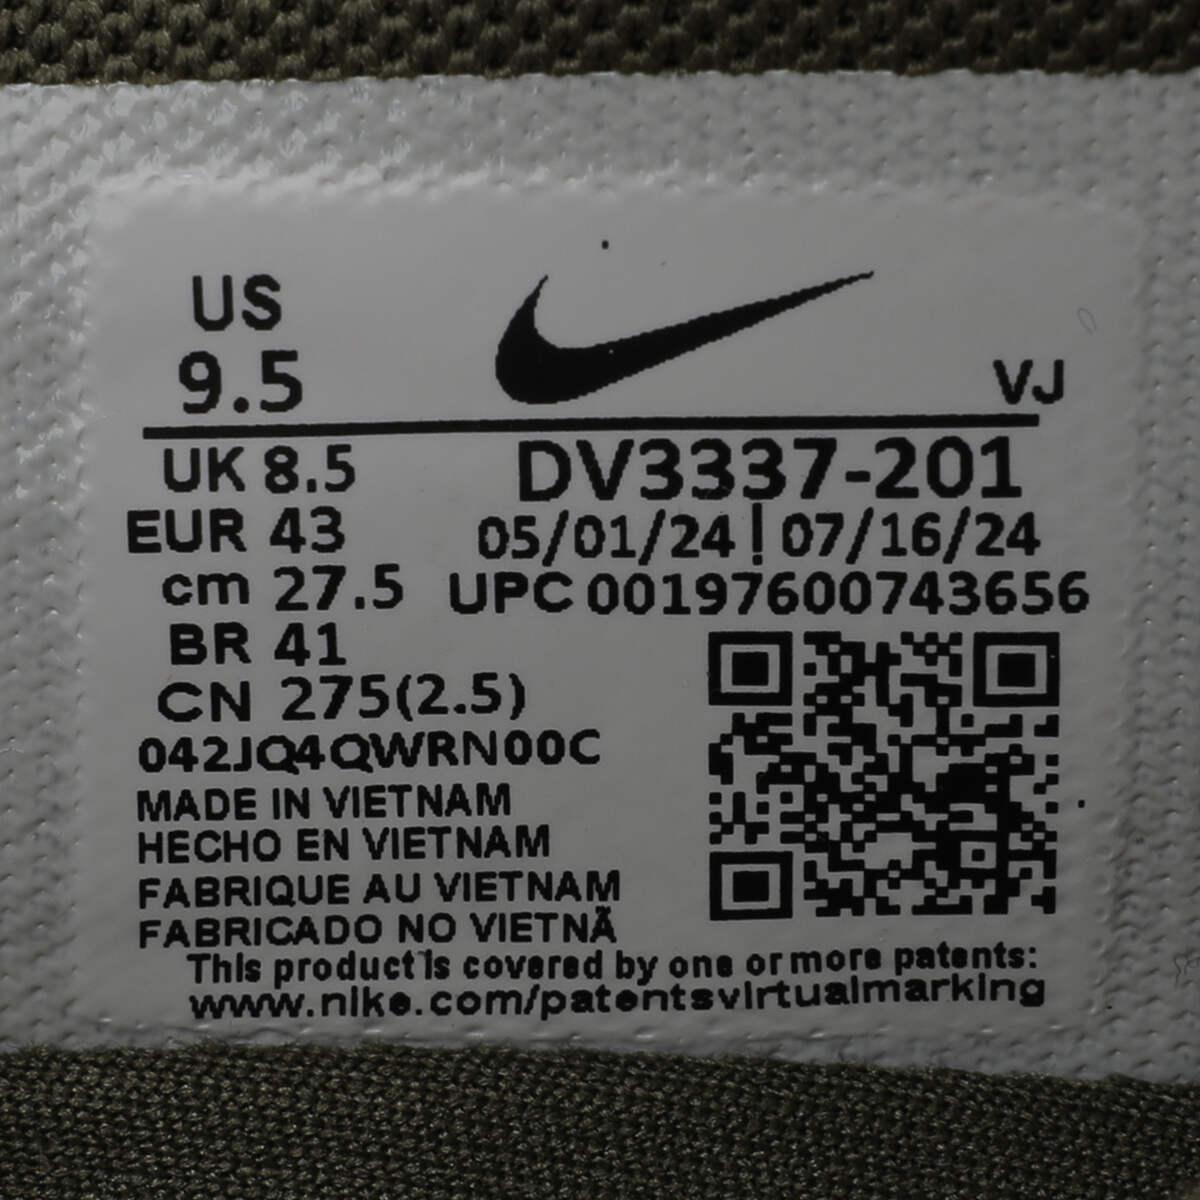 US
9.5
VJ
UK 8.5
DV3337-201
EUR 43
05/01/24 | 07/16/24
cm 27.5
UPC 00197600743656
BR 41
CN 275(2.5)
042JQ4QWRN00C
MADE IN VIETNAM
HECHO EN VIETNAM
FABRIQUE AU VIETNAM
FABRICADO NO VIETNÃ
This product is covered by one or more patents:
www.nike.com/patentsvirtualmarking